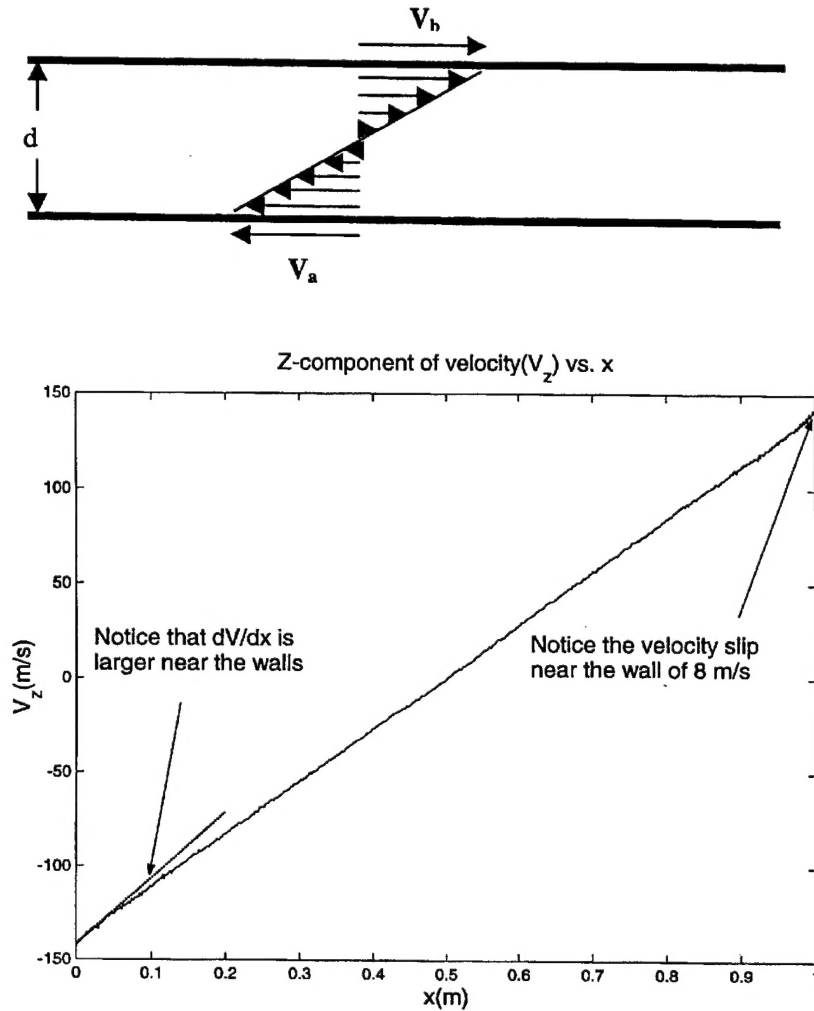 V_b
d
V_a
Z-component of velocity(V_z) vs. x
150
100
50
0
-50
-100
-150
V_z(m/s)
Notice that dV/dx is
larger near the walls
Notice the velocity slip
near the wall of 8 m/s
0 0.1 0.2 0.3 0.4 0.5 0.6 0.7 0.8 0.9
x(m)